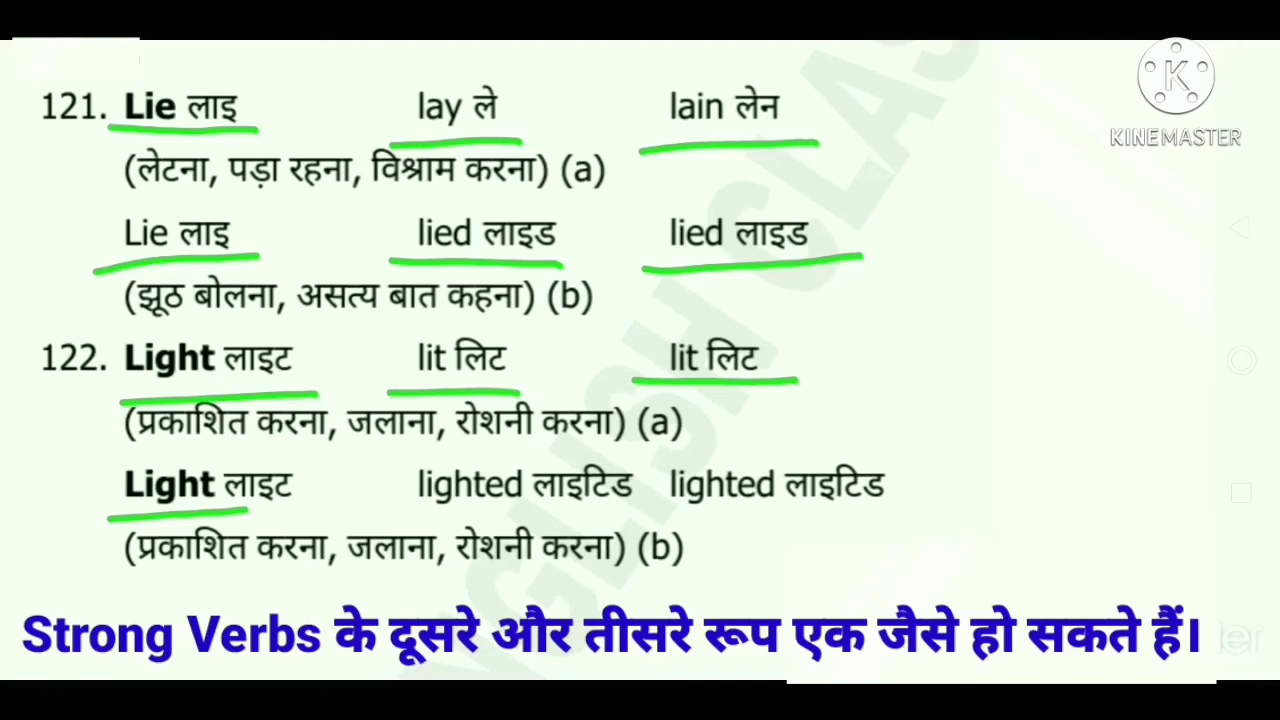 121. Lie लाइ lay ले lain लेन
(लेटना, पड़ा रहना, विश्राम करना) (a)
Lie लाइ lied लाइड lied लाइड
(झूठ बोलना, असत्य बात कहना) (b)
122. Light लाइट lit लिट lit लिट
(प्रकाशित करना, जलाना, रोशनी करना) (a)
Light लाइट lighted लाइटिड lighted लाइटिड
(प्रकाशित करना, जलाना, रोशनी करना) (b)
Strong Verbs के दूसरे और तीसरे रूप एक जैसे हो सकते हैं।
K
KINEMASTER